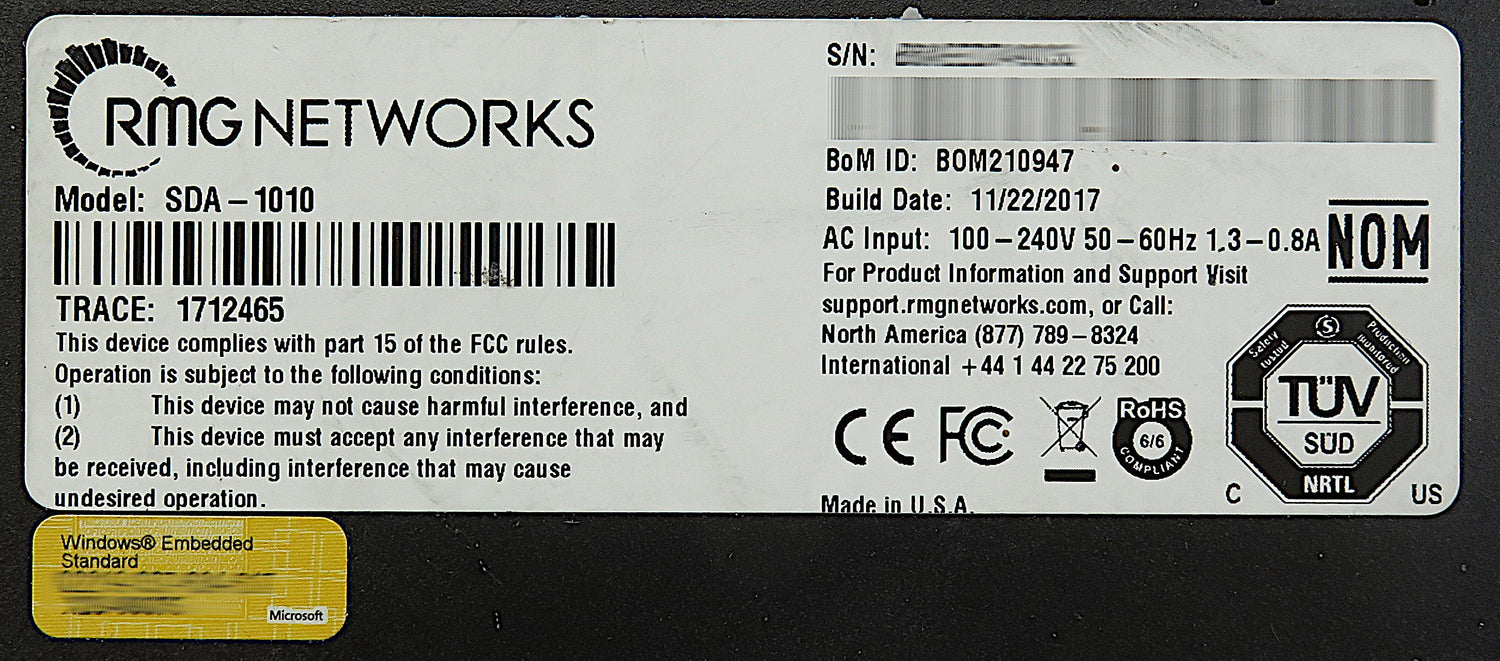 RMG NETWORKS
Model: SDA-1010
TRACE: 1712465
This device complies with part 15 of the FCC rules.
Operation is subject to the following conditions:
(1) This device may not cause harmful interference, and
(2) This device must accept any interference that may
be received, including interference that may cause
undesired operation.
S/N:
BoM ID: BOM210947
Build Date: 11/22/2017
AC Input: 100-240V 50-60Hz 1.3-0.8A
NOM
For Product Information and Support Visit
support.rmgnetworks.com, or Call:
North America (877) 789-8324
International +44 1 44 22 75 200
CE FC
RoHS
6/6
COMPLIANT
Made in U.S.A.
Safety tested
S
Production monitored
TÜV
SÜD
NRTL
C US
Windows® Embedded
Standard
Microsoft